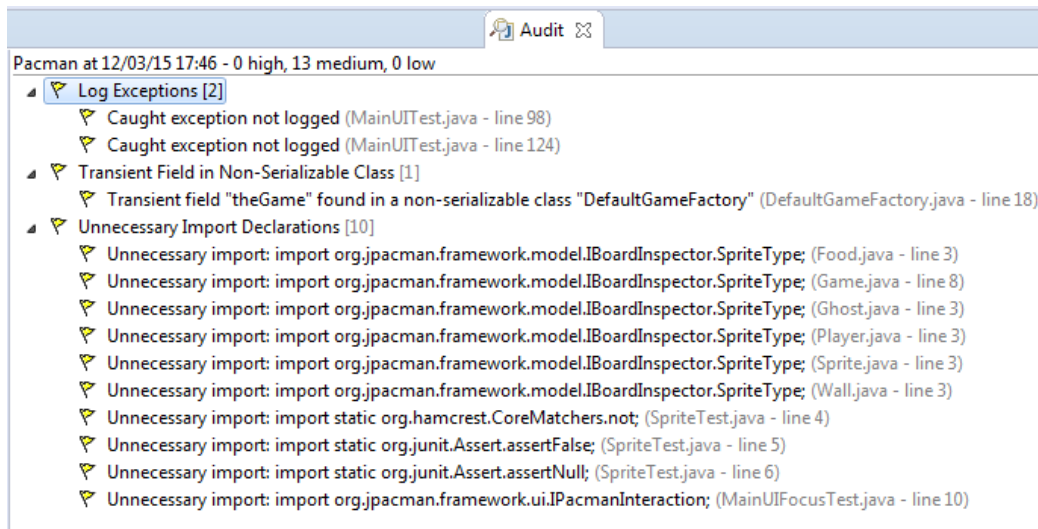 Audit
Pacman at 12/03/15 17:46 - 0 high, 13 medium, 0 low
Log Exceptions [2]
Caught exception not logged (MainUITest.java - line 98)
Caught exception not logged (MainUITest.java - line 124)
Transient Field in Non-Serializable Class [1]
Transient field "theGame" found in a non-serializable class "DefaultGameFactory" (DefaultGameFactory.java - line 18)
Unnecessary Import Declarations [10]
Unnecessary import: import org.jpacman.framework.model.IBoardInspector.SpriteType; (Food.java - line 3)
Unnecessary import: import org.jpacman.framework.model.IBoardInspector.SpriteType; (Game.java - line 8)
Unnecessary import: import org.jpacman.framework.model.IBoardInspector.SpriteType; (Ghost.java - line 3)
Unnecessary import: import org.jpacman.framework.model.IBoardInspector.SpriteType; (Player.java - line 3)
Unnecessary import: import org.jpacman.framework.model.IBoardInspector.SpriteType; (Sprite.java - line 3)
Unnecessary import: import org.jpacman.framework.model.IBoardInspector.SpriteType; (Wall.java - line 3)
Unnecessary import: import static org.hamcrest.CoreMatchers.not; (SpriteTest.java - line 4)
Unnecessary import: import static org.junit.Assert.assertFalse; (SpriteTest.java - line 5)
Unnecessary import: import static org.junit.Assert.assertNull; (SpriteTest.java - line 6)
Unnecessary import: import org.jpacman.framework.ui.IPacmanInteraction; (MainUIFocusTest.java - line 10)